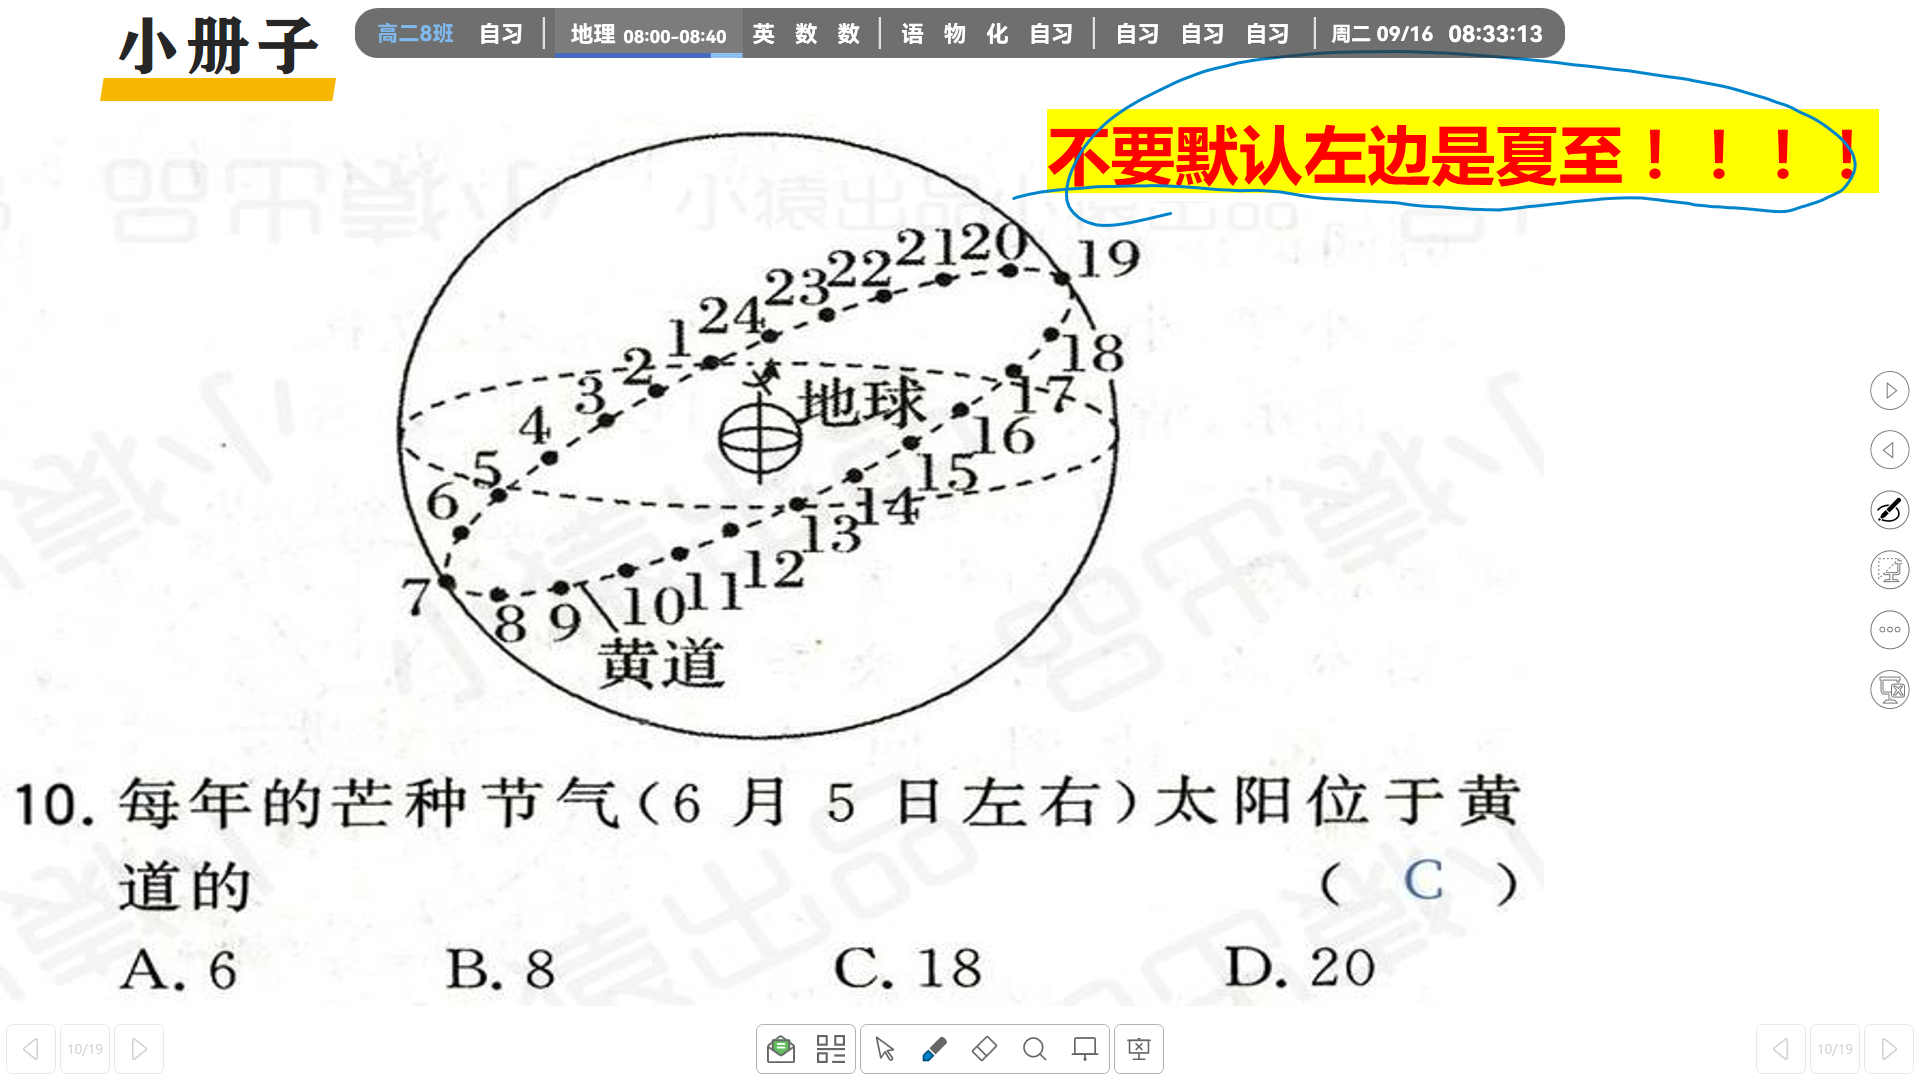 小册子
高二8班 自习 | 地理 08:00-08:40 英 数 数 | 语 物 化 自习 | 自习 自习 自习 | 周二 09/16 08:33:13
不要默认左边是夏至！！！！
小猿出品
19
20
21
22
23
24
1
2
3
4
5
6
7
8
9
10
11
12
13
14
15
16
17
18
地球
黄道
10. 每年的芒种节气(6 月 5 日左右)太阳位于黄
道的 ( C )
A. 6 B. 8 C. 18 D. 20
10/19
10/19